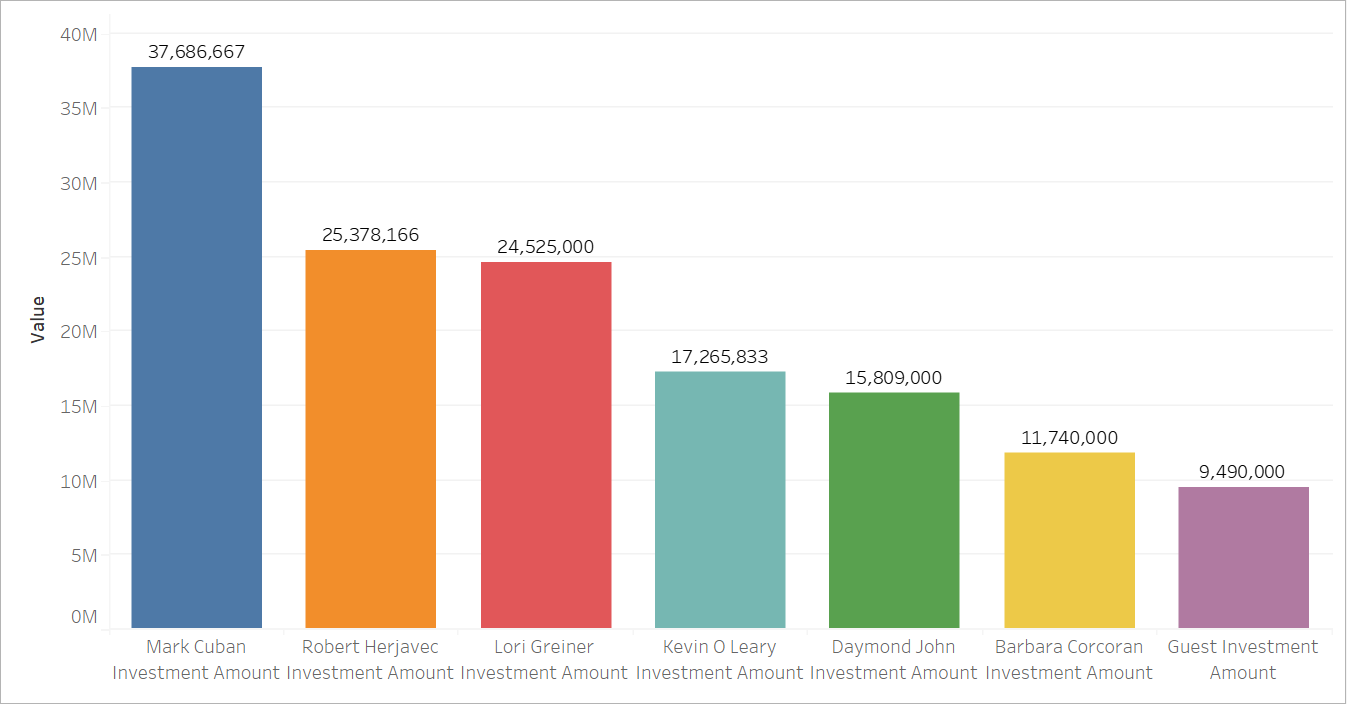 40M
35M
30M
25M
20M
15M
10M
5M
0M
Value
37,686,667
25,378,166
24,525,000
17,265,833
15,809,000
11,740,000
9,490,000
Mark Cuban
Investment Amount
Robert Herjavec
Investment Amount
Lori Greiner
Investment Amount
Kevin O Leary
Investment Amount
Daymond John
Investment Amount
Barbara Corcoran
Investment Amount
Guest Investment
Amount